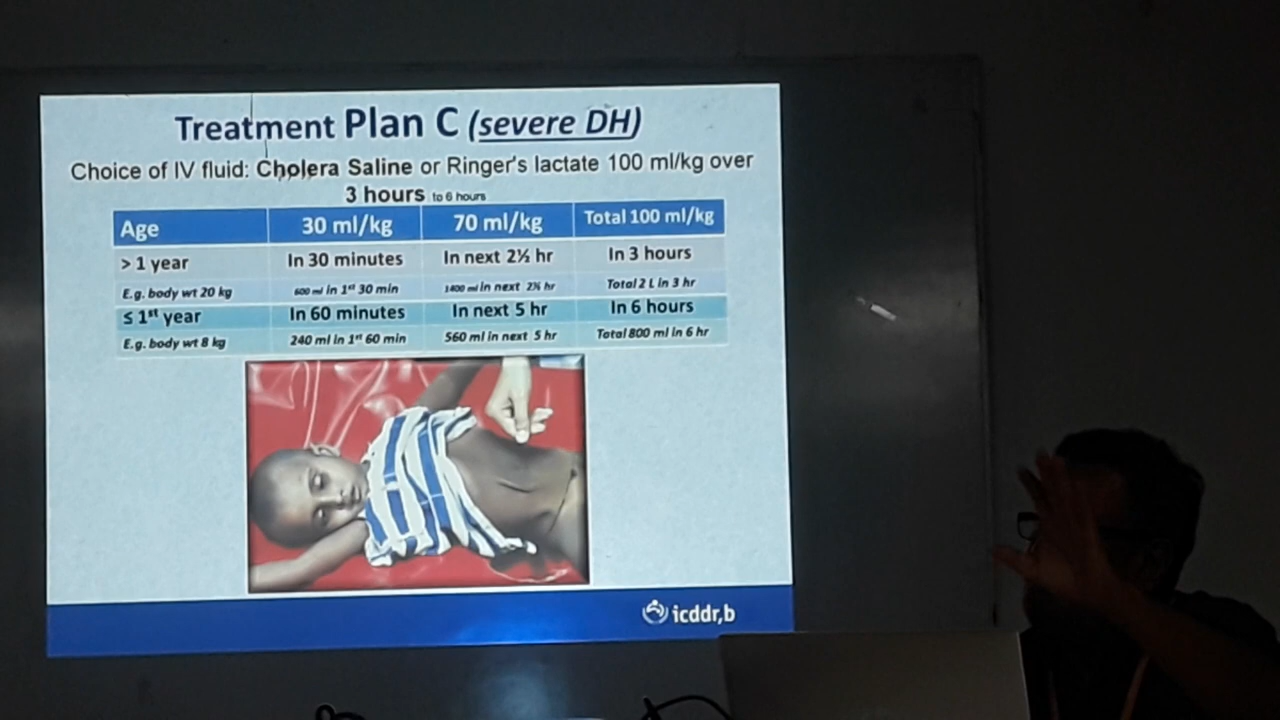 Treatment Plan C (severe DH)
Choice of IV fluid: Cholera Saline or Ringer's lactate 100 ml/kg over
3 hours to 6 hours
Age 30 ml/kg 70 ml/kg Total 100 ml/kg
> 1 year In 30 minutes In next 2½ hr In 3 hours
E.g. body wt 20 kg 600 ml in 1st 30 min 1400 ml in next 2½ hr Total 2 L in 3 hr
≤ 1st year In 60 minutes In next 5 hr In 6 hours
E.g. body wt 8 kg 240 ml in 1st 60 min 560 ml in next 5 hr Total 800 ml in 6 hr
icddr,b